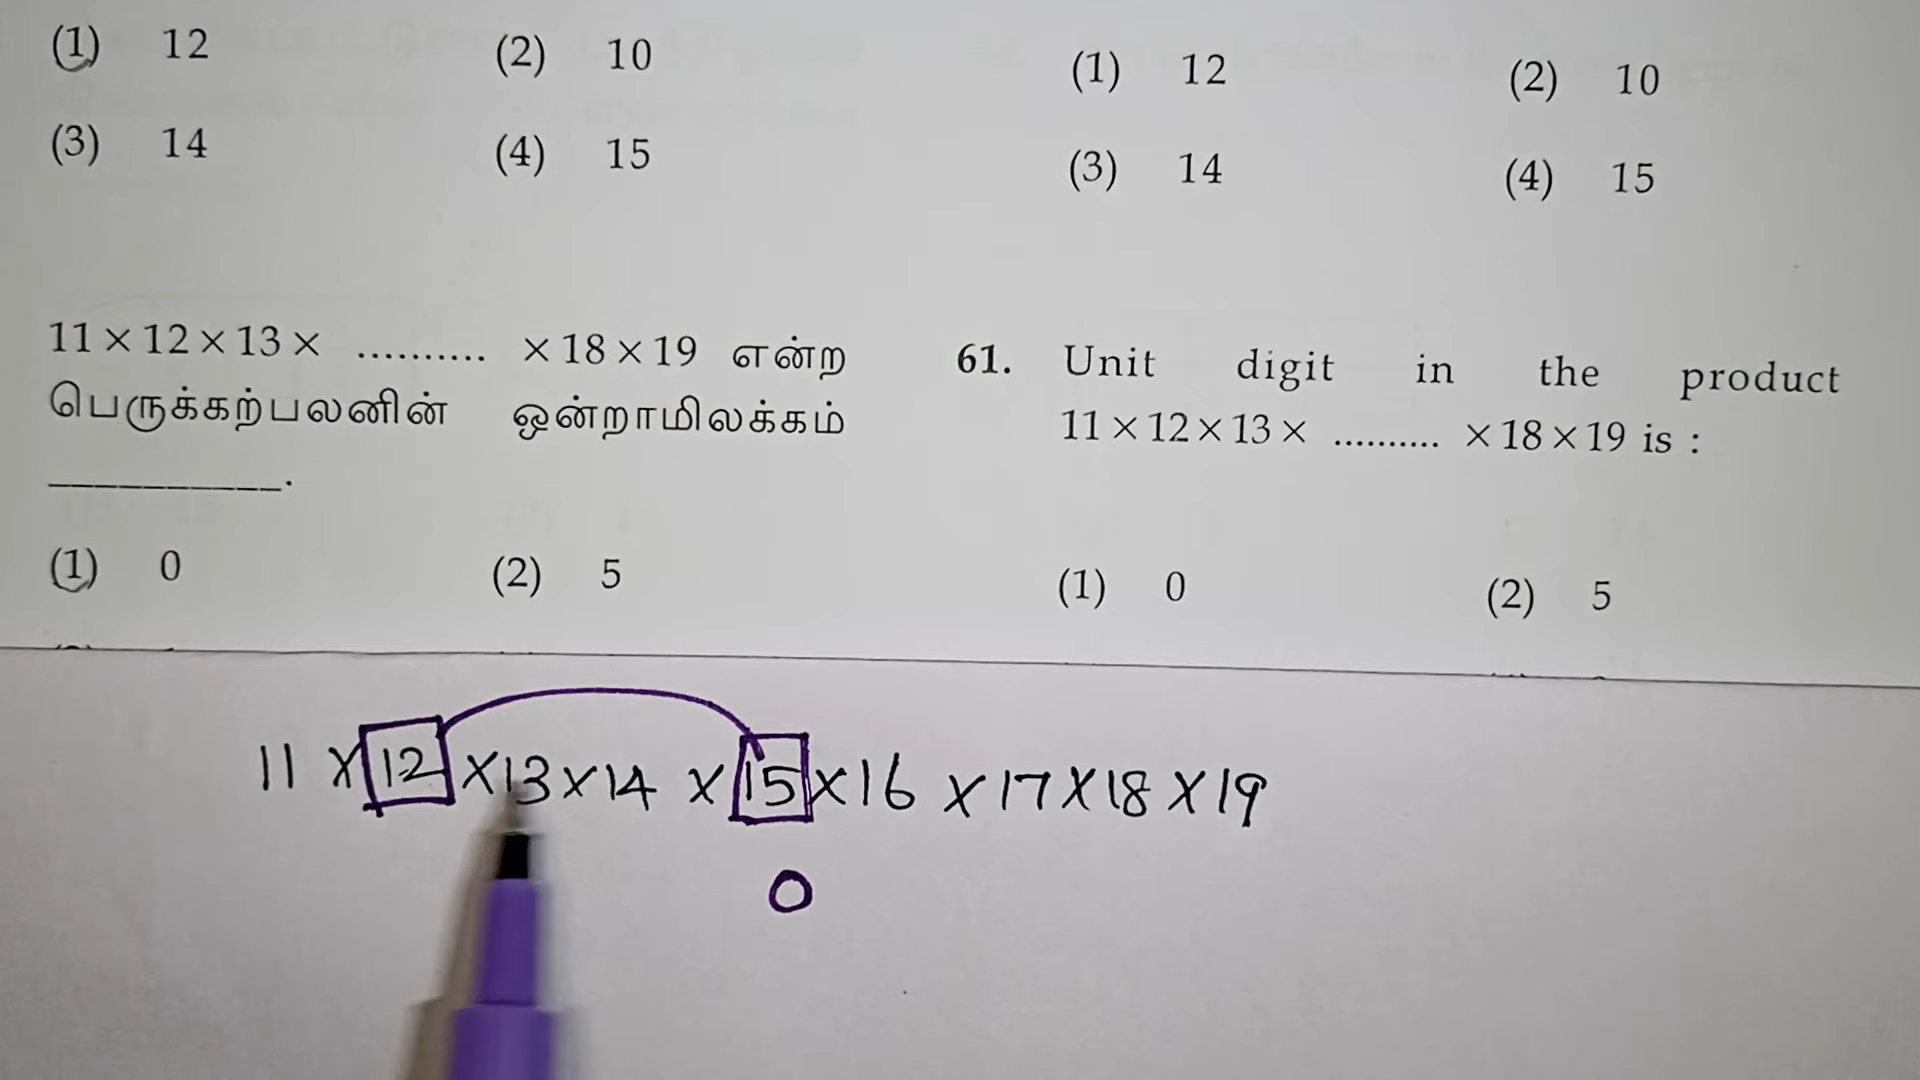 (1) 12 (2) 10
(3) 14 (4) 15
11 × 12 × 13 × .......... × 18 × 19 என்ற
பெருக்கற்பலனின் ஒன்றாமிலக்கம்
___________.
(1) 0 (2) 5
(1) 12 (2) 10
(3) 14 (4) 15
61. Unit digit in the product
11 × 12 × 13 × .......... × 18 × 19 is :
(1) 0 (2) 5
11 × 12 × 13 × 14 × 15 × 16 × 17 × 18 × 19
0